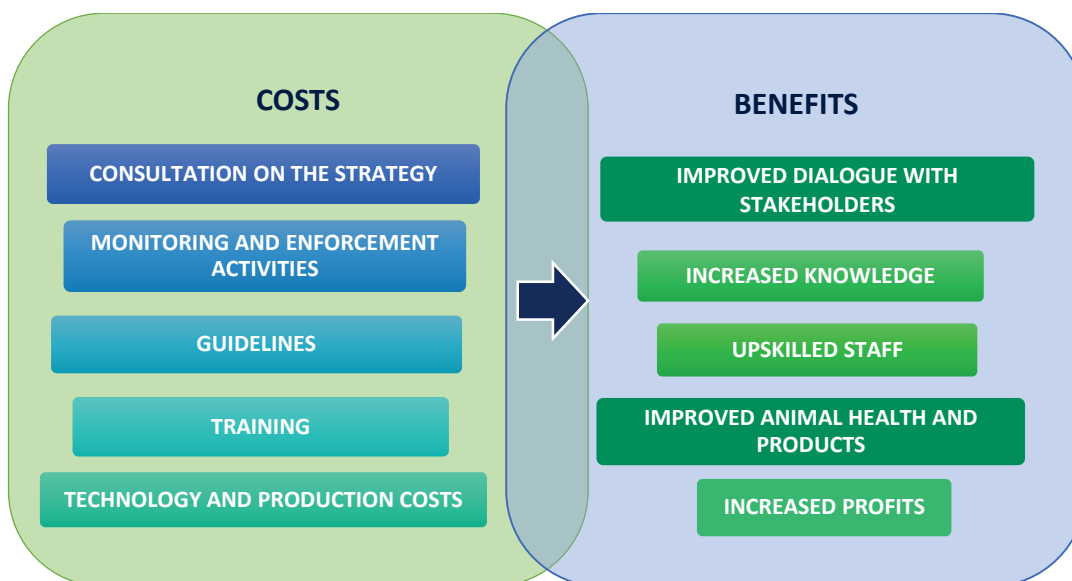 COSTS
CONSULTATION ON THE STRATEGY
MONITORING AND ENFORCEMENT
ACTIVITIES
GUIDELINES
TRAINING
TECHNOLOGY AND PRODUCTION COSTS
BENEFITS
IMPROVED DIALOGUE WITH
STAKEHOLDERS
INCREASED KNOWLEDGE
UPSKILLED STAFF
IMPROVED ANIMAL HEALTH AND
PRODUCTS
INCREASED PROFITS